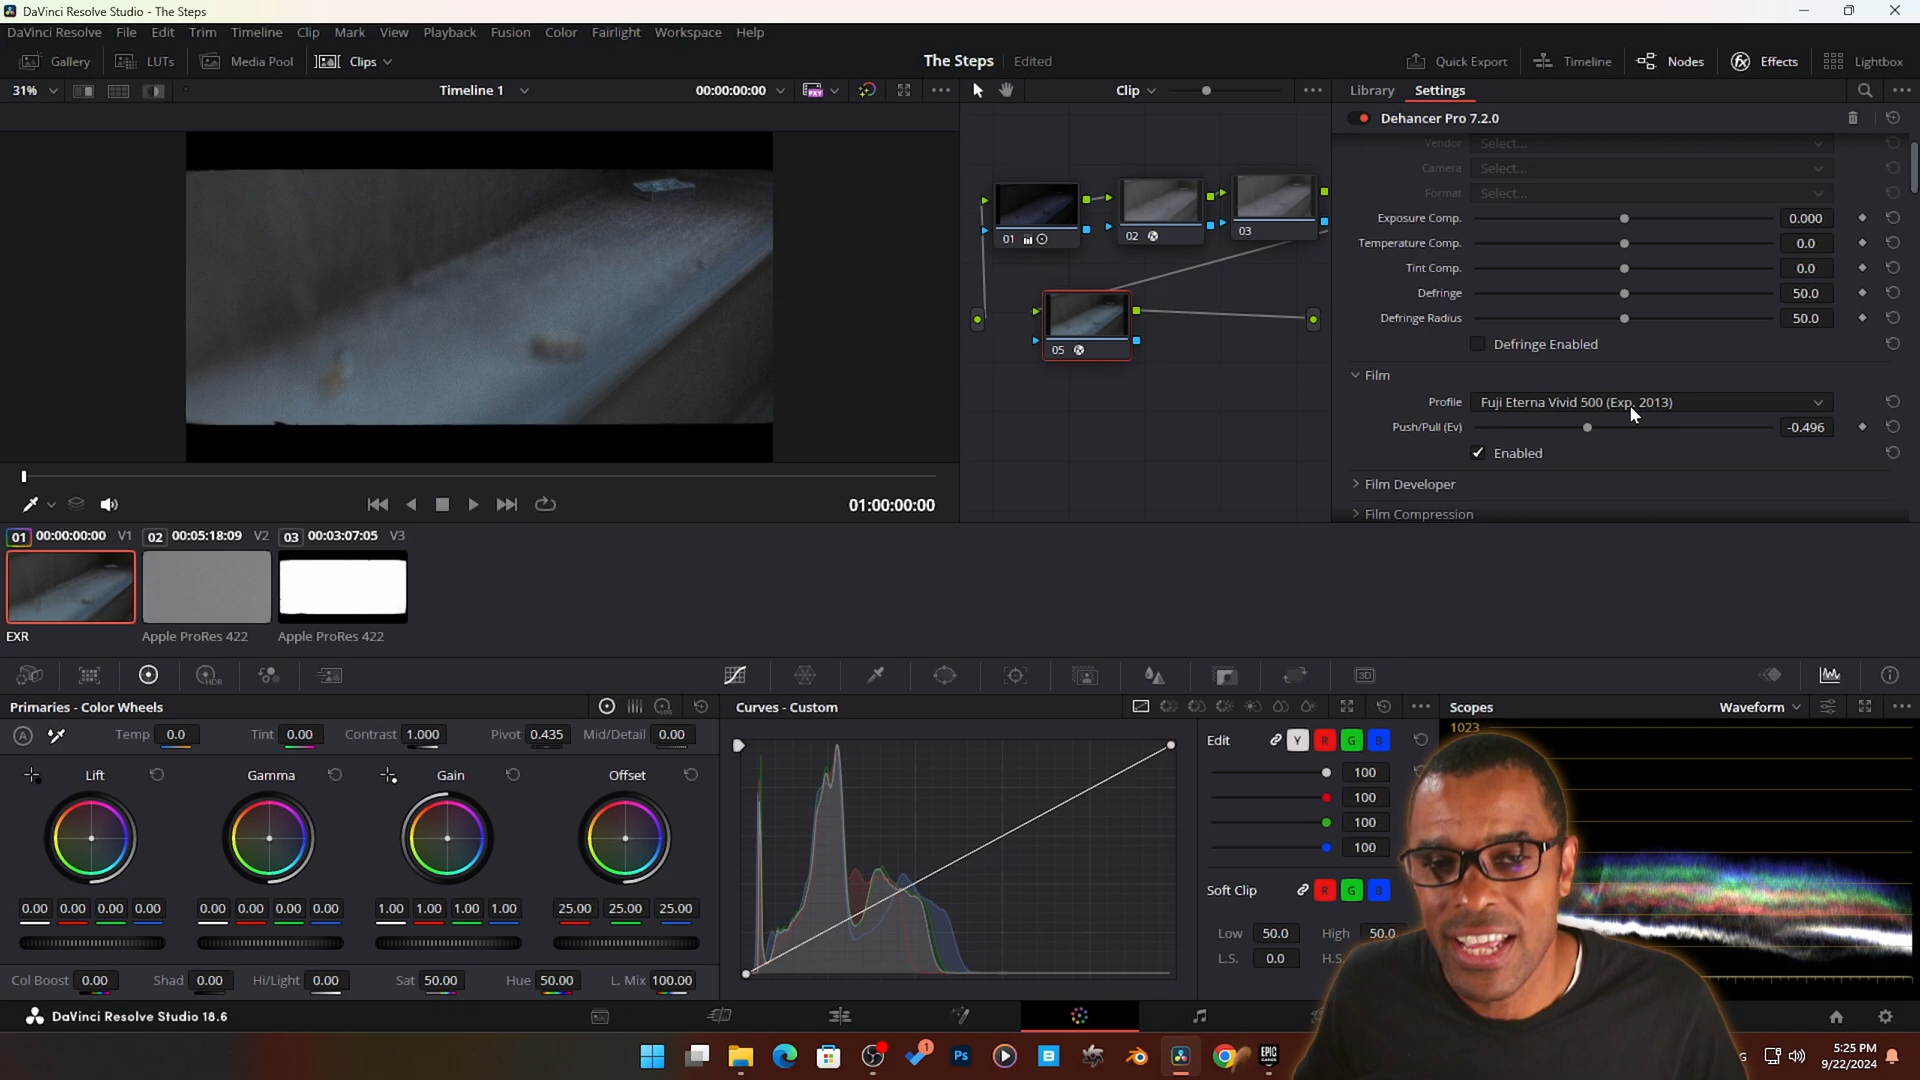 DaVinci Resolve Studio - The Steps
DaVinci Resolve File Edit Trim Timeline Clip Mark View Playback Fusion Color Fairlight Workspace Help
Gallery LUTs Media Pool Clips The Steps Edited Quick Export Timeline Nodes Effects Lightbox
31% Timeline 1 00:00:00:00 PXY Clip Library Settings
Dehancer Pro 7.2.0
Vendor Select...
Camera Select...
Format Select...
Exposure Comp. 0.000
Temperature Comp. 0.0
Tint Comp. 0.0
Defringe 50.0
Defringe Radius 50.0
Defringe Enabled
Film
Profile Fuji Eterna Vivid 500 (Exp. 2013)
Push/Pull (Ev) -0.496
Enabled
Film Developer
Film Compression
01
02
03
05
01:00:00:00
01 00:00:00:00 V1 02 00:05:18:09 V2 03 00:03:07:05 V3
EXR Apple ProRes 422 Apple ProRes 422
HDR 3D
Primaries - Color Wheels Curves - Custom Scopes Waveform
A Temp 0.0 Tint 0.00 Contrast 1.000 Pivot 0.435 Mid/Detail 0.00
Lift Gamma Gain Offset
0.00 0.00 0.00 0.00 0.00 0.00 0.00 0.00 1.00 1.00 1.00 1.00 25.00 25.00 25.00
Col Boost 0.00 Shad 0.00 Hi/Light 0.00 Sat 50.00 Hue 50.00 L. Mix 100.00
Edit Y R G B
100
100
100
100
Soft Clip R G B
Low 50.0 High 50.0
L.S. 0.0 H.S.
1023
DaVinci Resolve Studio 18.6
1
Ps
B
EPIC
GAMES
G
5:25 PM
9/22/2024